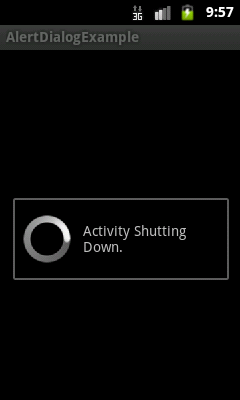 3G 9:57
AlertDialogExample
Activity Shutting
Down.